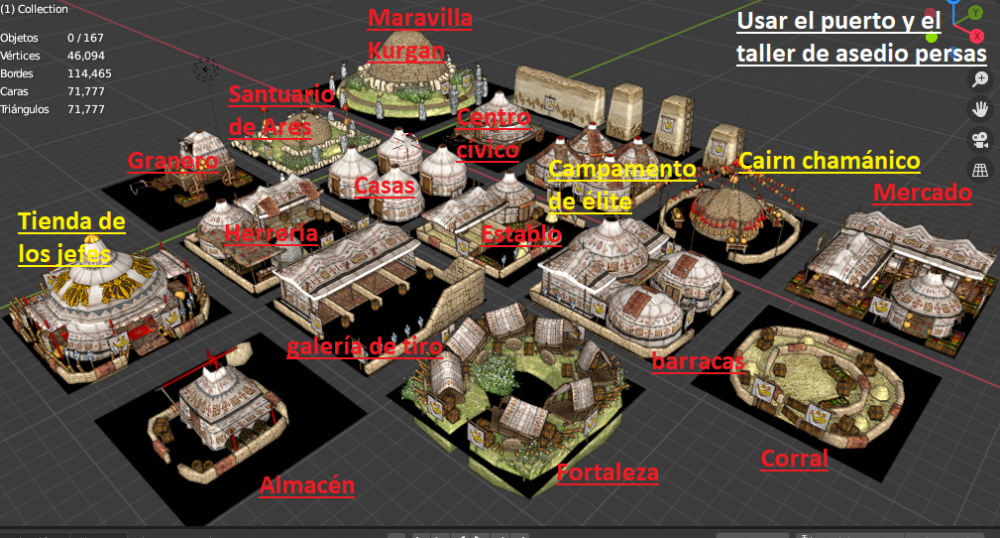 (1) Collection
Objetos 0 / 167
Vértices 46,094
Bordes 114,465
Caras 71,777
Triángulos 71,777
Maravilla
Kurgan
Usar el puerto y el
taller de asedio persas
Y
X
Santuario
de Ares
Centro
cívico
Granero
Casas
Campamento
de élite
Cairn chamánico
Mercado
Tienda de
los jefes
Herrería
Establo
galería de tiro
barracas
Almacén
Fortaleza
Corral